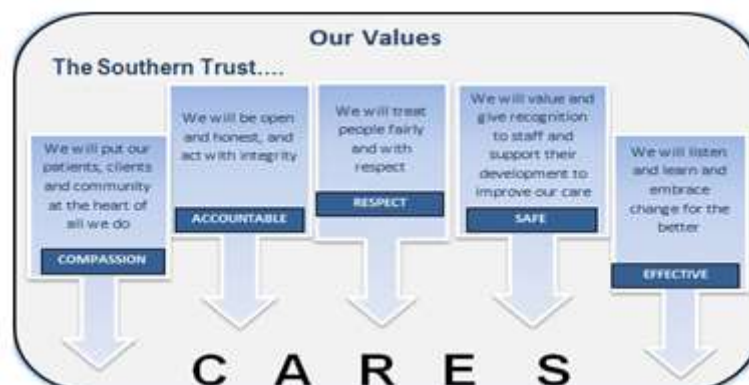 Our Values
The Southern Trust....
We will put our
patients, clients
and community
at the heart of
all we do
COMPASSION
We will be open
and honest, and
act with integrity
ACCOUNTABLE
We will treat
people fairly
and with
respect
RESPECT
We will value and
give recognition
to staff and
support their
development to
improve our care
SAFE
We will listen
and learn and
embrace
change for the
better
EFFECTIVE
C A R E S